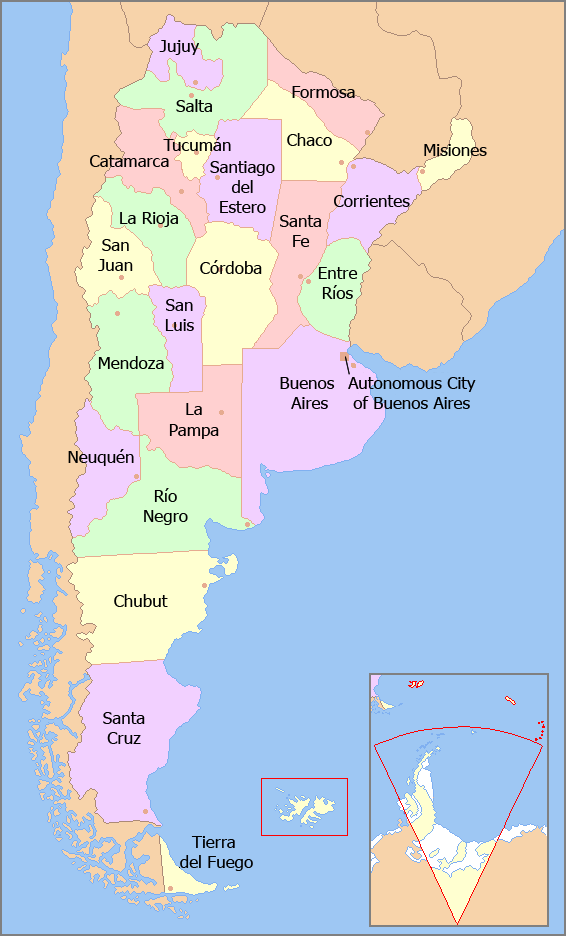 Jujuy
Salta
Formosa
Chaco
Misiones
Tucumán
Catamarca
Santiago
del
Estero
Corrientes
La Rioja
Santa
Fe
San
Juan
Córdoba
Entre
Ríos
San
Luis
Mendoza
Buenos
Aires
Autonomous City
of Buenos Aires
La
Pampa
Neuquén
Río
Negro
Chubut
Santa
Cruz
Tierra
del Fuego